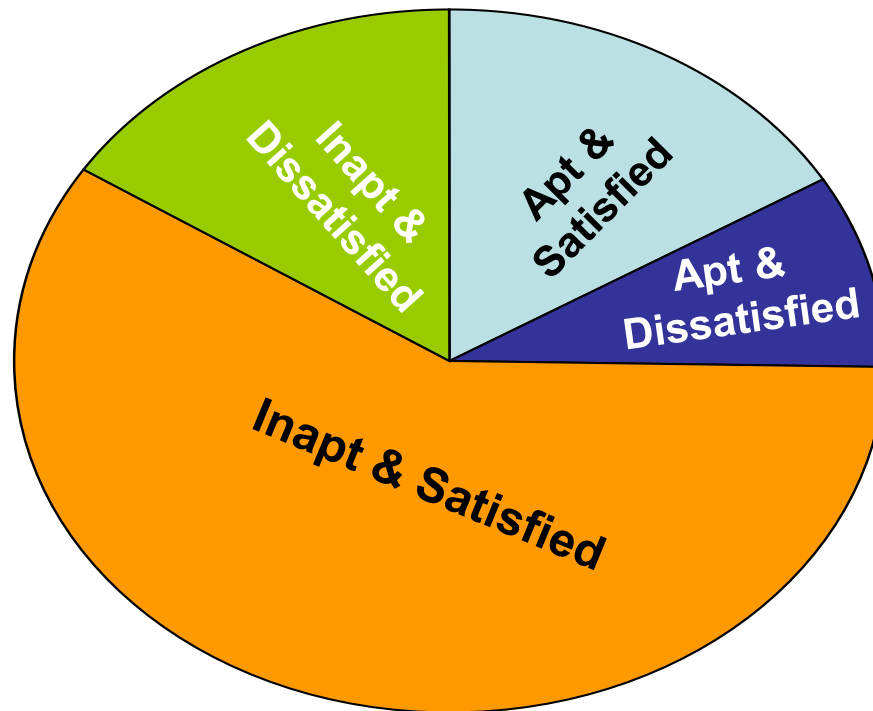 Inapt &
Dissatisfied
Apt &
Satisfied
Apt &
Dissatisfied
Inapt & Satisfied